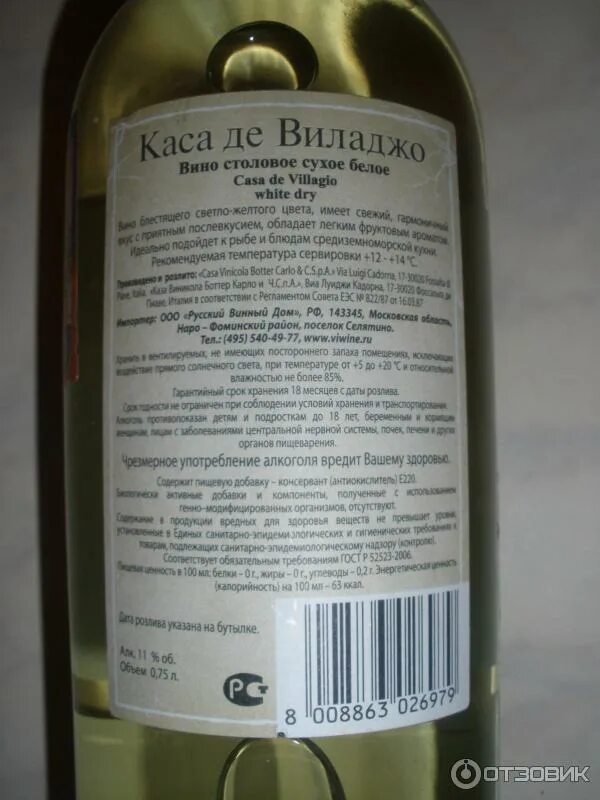 Каса де Виладжо
Вино столовое сухое белое
Casa de Villagio
white dry
Вино блестящего светло-желтого цвета, имеет свежий, гармоничный
вкус с приятным послевкусием, обладает легким фруктовым ароматом.
Идеально подойдет к рыбе и блюдам средиземноморской кухни.
Рекомендуемая температура сервировки +12 - +14 °C.
Произведено и розлито: «Casa Vinicola Botter Carlo & C.S.p.A.» Via Luigi Cadorna, 17-30020 Fossalta di
Piave, Italia, «Каза Виникола Боттер Карло и Ч.С.п.А.», Виа Луиджи Кадорна, 17-30020 Фоссальта ди
Пиаве, Италия в соответствии с Регламентом Совета ЕЭС № 822/87 от 16.03.87
Импортер: ООО «Русский Винный Дом», РФ, 143345, Московская область,
Наро – Фоминский район, поселок Селятино.
Тел.: (495) 540-49-77, www.viwine.ru
Хранить в вентилируемых, не имеющих постороннего запаха помещениях, исключающих
воздействие прямого солнечного света, при температуре от +5 до +20 °C и относительной
влажностью не более 85%.
Гарантийный срок хранения 18 месяцев с даты розлива.
Срок годности не ограничен при соблюдении условий хранения и транспортирования.
Алкоголь противопоказан детям и подросткам до 18 лет, беременным и кормящим
женщинам, лицам с заболеваниями центральной нервной системы, почек, печени и других
органов пищеварения.
Чрезмерное употребление алкоголя вредит Вашему здоровью.
Содержит пищевую добавку – консервант (антиокислитель) Е220.
Биологически активные добавки и компоненты, полученные с использованием
генно–модифицированных организмов, отсутствуют.
Содержание в продукции вредных для здоровья веществ не превышает уровни,
установленные в Единых санитарно-эпидемиологических и гигиенических требованиях к
товарам, подлежащих санитарно-эпидемиологическому надзору (контролю).
Соответствует обязательным требованиям ГОСТ Р 52523-2006.
Пищевая ценность в 100 мл: белки – 0 г., жиры – 0 г., углеводы – 0,2 г. Энергетическая ценность
(калорийность) на 100 мл – 63 ккал.
Дата розлива указана на бутылке.
Алк. 11 % об.
Объем 0,75 л.
8 008863 026979
ОТЗОВИК